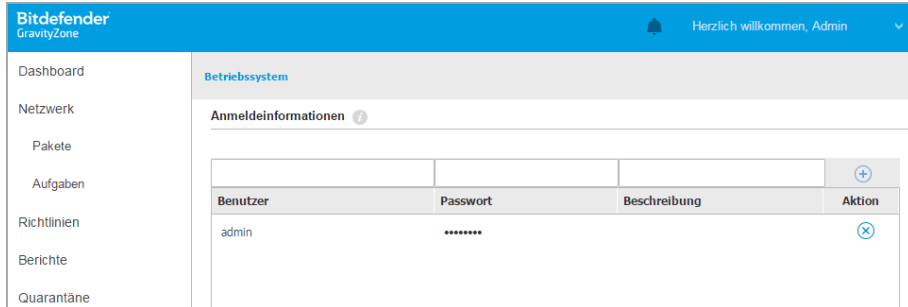 Bitdefender
GravityZone
Herzlich willkommen, Admin
Dashboard
Netzwerk
Pakete
Aufgaben
Richtlinien
Berichte
Quarantäne
Betriebssystem
Anmeldeinformationen
Benutzer Passwort Beschreibung Aktion
admin ••••••••